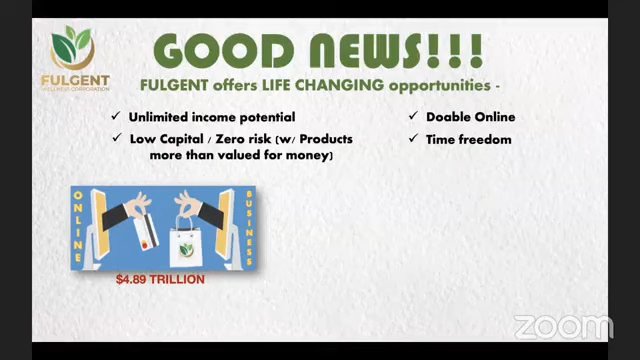 GOOD NEWS!!!
FULGENT
WELLNESS CORPORATION
FULGENT offers LIFE CHANGING opportunities -
✓ Unlimited income potential
✓ Low Capital / Zero risk (w/ Products
more than valued for money)
✓ Doable Online
✓ Time freedom
ONLINE
BUSINESS
$4.89 TRILLION
zoom